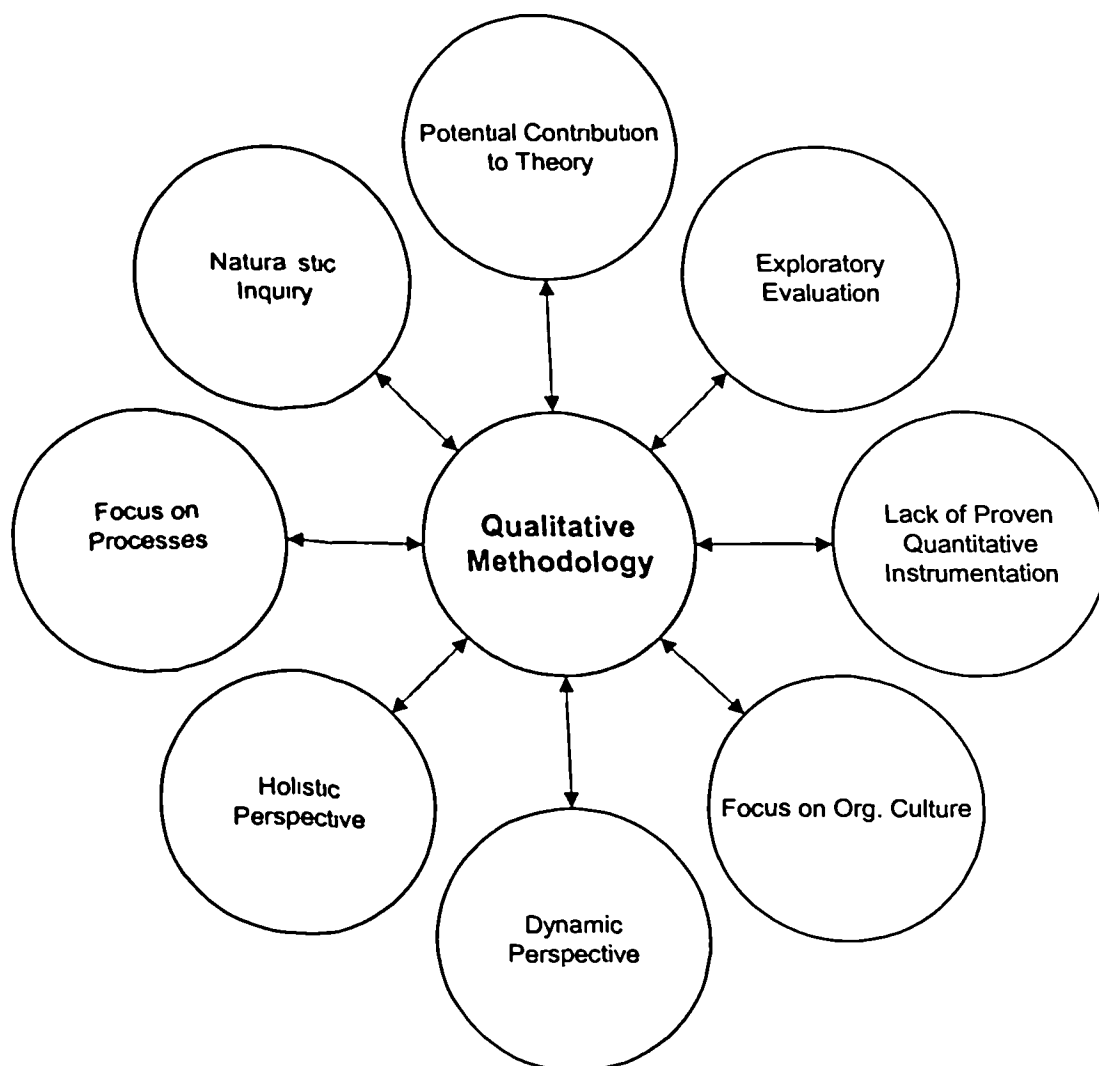 Potential Contribution
to Theory
Exploratory
Evaluation
Lack of Proven
Quantitative
Instrumentation
Focus on Org. Culture
Dynamic
Perspective
Holistic
Perspective
Focus on
Processes
Natura stic
Inquiry
Qualitative
Methodology